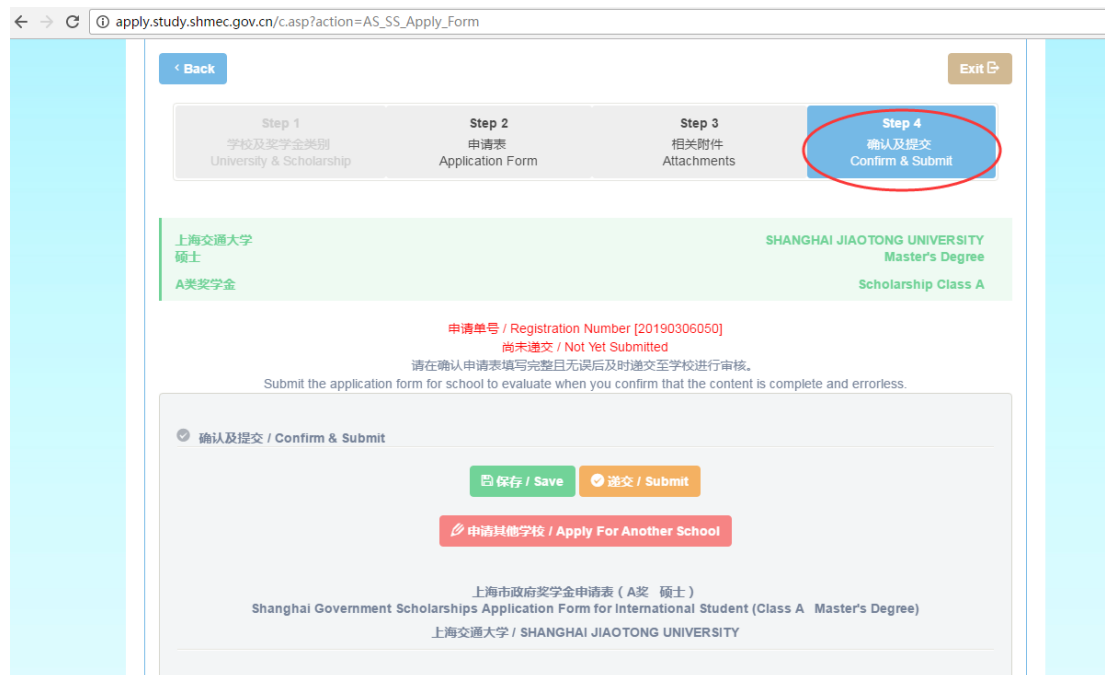 apply.study.shmec.gov.cn/c.asp?action=AS_SS_Apply_Form
‹ Back
Exit
Step 1
学校及奖学金类别
University & Scholarship
Step 2
申请表
Application Form
Step 3
相关附件
Attachments
Step 4
确认及提交
Confirm & Submit
上海交通大学
硕士
A类奖学金
SHANGHAI JIAOTONG UNIVERSITY
Master's Degree
Scholarship Class A
申请单号 / Registration Number [20190306050]
尚未递交 / Not Yet Submitted
请在确认申请表填写完整且无误后及时递交至学校进行审核。
Submit the application form for school to evaluate when you confirm that the content is complete and errorless.
确认及提交 / Confirm & Submit
保存 / Save
递交 / Submit
申请其他学校 / Apply For Another School
上海市政府奖学金申请表（A奖 硕士）
Shanghai Government Scholarships Application Form for International Student (Class A Master's Degree)
上海交通大学 / SHANGHAI JIAOTONG UNIVERSITY